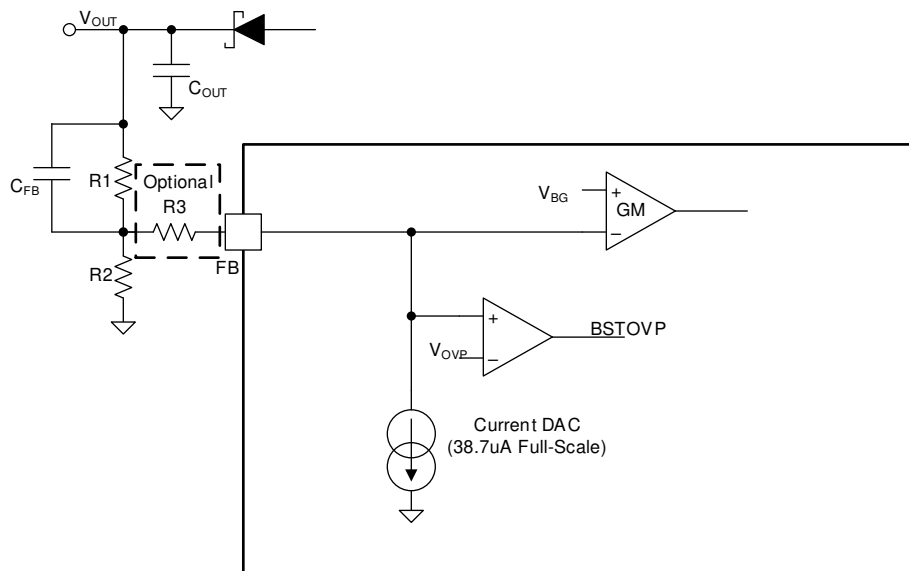 VOUT
COUT
CFB
R1
Optional
R3
FB
R2
VBG
+
GM
−
+
VOVP
−
BSTOVP
Current DAC
(38.7uA Full-Scale)